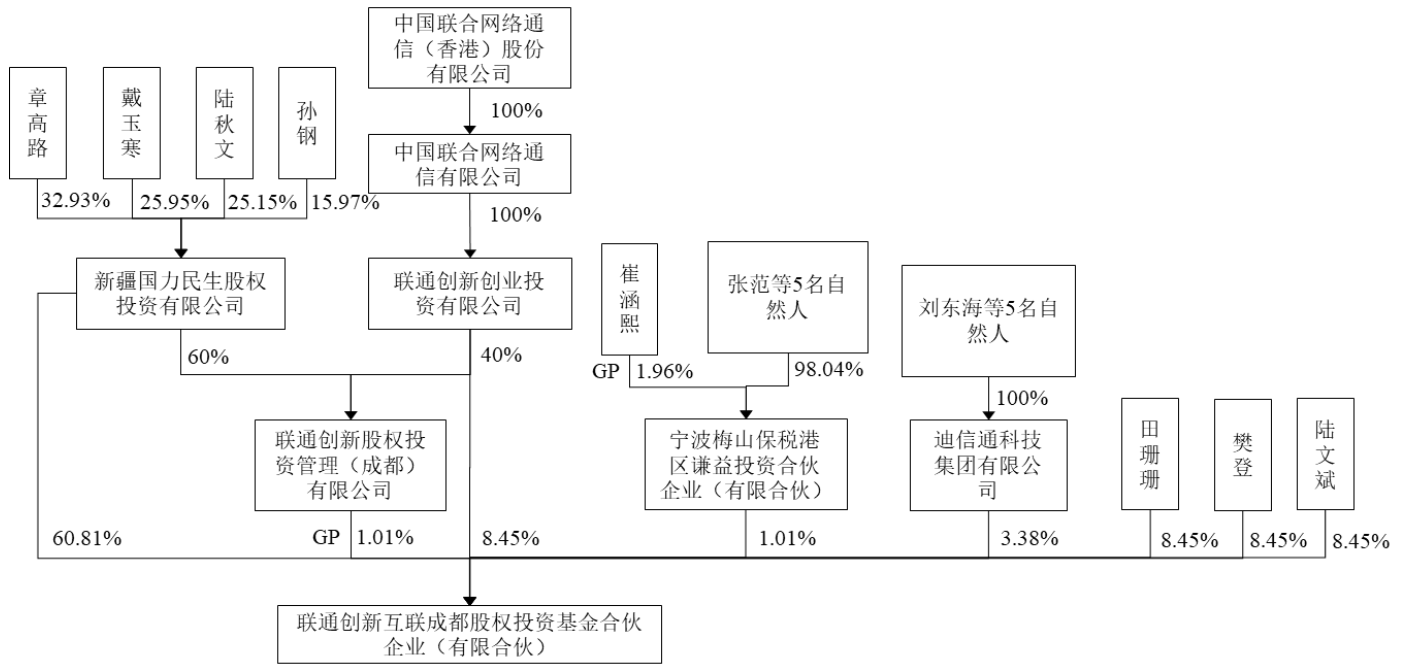 中国联合网络通
信（香港）股份
有限公司
章高路
戴玉寒
陆秋文
孙钢
100%
中国联合网络通
信有限公司
32.93%
25.95%
25.15%
15.97%
100%
新疆国力民生股权
投资有限公司
联通创新创业投
资有限公司
崔涵熙
张范等5名自
然人
刘东海等5名自
然人
60%
40%
GP
1.96%
98.04%
100%
联通创新股权投
资管理（成都）
有限公司
宁波梅山保税港
区谦益投资合伙
企业（有限合伙）
迪信通科技
集团有限公
司
田珊珊
樊登
陆文斌
60.81%
GP
1.01%
8.45%
1.01%
3.38%
8.45%
8.45%
8.45%
联通创新互联成都股权投资基金合伙
企业（有限合伙）